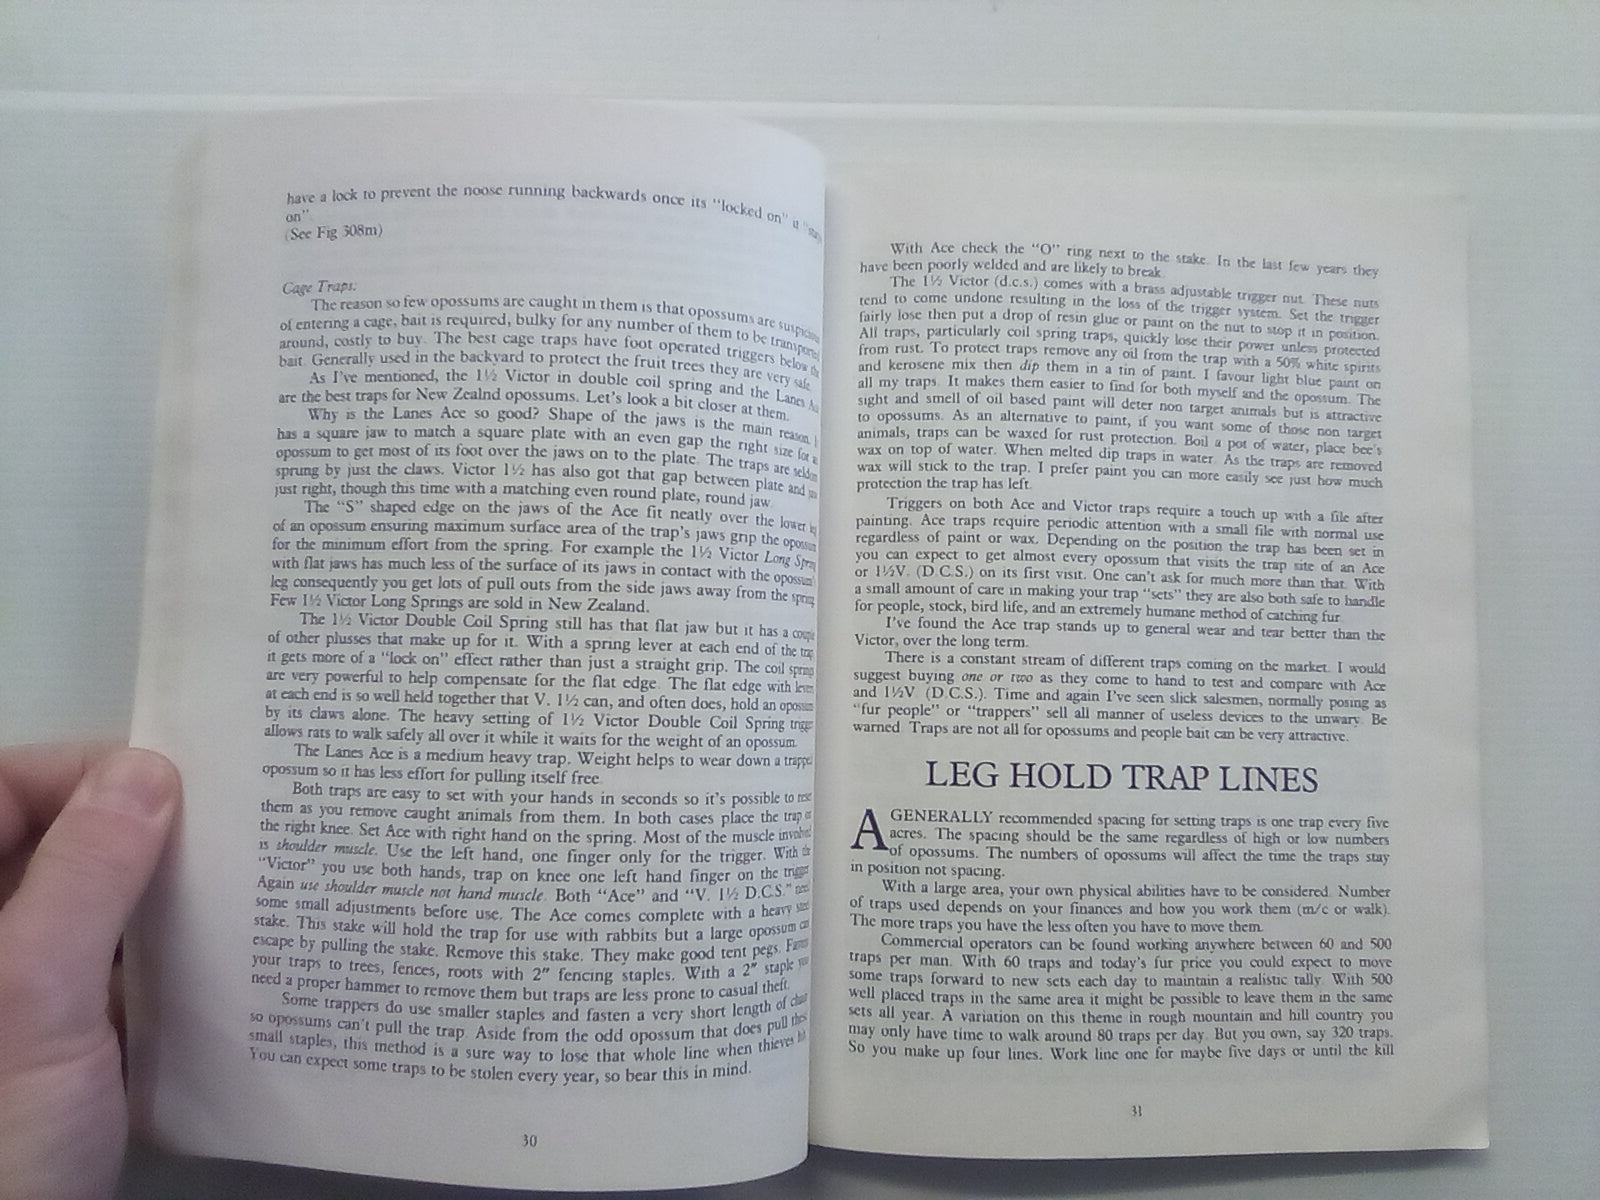 have a lock to prevent the noose running backwards once its "locked on" it
on"
(See Fig 308m)
Cage Traps:
The reason so few opossums are caught in them is that opossums are suspicious
of entering a cage, bait is required, bulky for any number of them to be transported
around, costly to buy. The best cage traps have foot operated triggers below the
bait. Generally used in the backyard to protect the fruit trees they are very safe.
As I've mentioned, the 1½ Victor in double coil spring and the Lanes Ace
are the best traps for New Zealnd opossums. Let's look a bit closer at them.
Why is the Lanes Ace so good? Shape of the jaws is the main reason. It
has a square jaw to match a square plate with an even gap the right size for an
opossum to get most of its foot over the jaws on to the plate. The traps are seldom
sprung by just the claws. Victor 1½ has also got that gap between plate and jaw
just right, though this time with a matching even round plate, round jaw.
The "S" shaped edge on the jaws of the Ace fit neatly over the lower leg
of an opossum ensuring maximum surface area of the trap's jaws grip the opossum
for the minimum effort from the spring. For example the 1½ Victor Long Spring
with flat jaws has much less of the surface of its jaws in contact with the opossum's
leg consequently you get lots of pull outs from the side jaws away from the spring
Few 1½ Victor Long Springs are sold in New Zealand.
The 1½ Victor Double Coil Spring still has that flat jaw but it has a couple
of other plusses that make up for it. With a spring lever at each end of the trap
it gets more of a "lock on" effect rather than just a straight grip. The coil springs
are very powerful to help compensate for the flat edge. The flat edge with levers
at each end is so well held together that V. 1½ can, and often does, hold an opossum
by its claws alone. The heavy setting of 1½ Victor Double Coil Spring trigger
allows rats to walk safely all over it while it waits for the weight of an opossum.
The Lanes Ace is a medium heavy trap. Weight helps to wear down a trapped
opossum so it has less effort for pulling itself free.
Both traps are easy to set with your hands in seconds so it's possible to reset
them as you remove caught animals from them. In both cases place the trap on
the right knee. Set Ace with right hand on the spring. Most of the muscle involved
is shoulder muscle. Use the left hand, one finger only for the trigger. With the
"Victor" you use both hands, trap on knee one left hand finger on the trigger
Again use shoulder muscle not hand muscle. Both "Ace" and "V. 1½ D.C.S." need
some small adjustments before use. The Ace comes complete with a heavy steel
stake. This stake will hold the trap for use with rabbits but a large opossum can
escape by pulling the stake. Remove this stake. They make good tent pegs. Fasten
your traps to trees, fences, roots with 2" fencing staples. With a 2" staple you
need a proper hammer to remove them but traps are less prone to casual theft.
Some trappers do use smaller staples and fasten a very short length of chain
so opossums can't pull the trap. Aside from the odd opossum that does pull these
small staples, this method is a sure way to lose that whole line when thieves hit.
You can expect some traps to be stolen every year, so bear this in mind.
30
With Ace check the "O" ring next to the stake. In the last few years they
have been poorly welded and are likely to break.
The 1½ Victor (d.c.s.) comes with a brass adjustable trigger nut. These nuts
tend to come undone resulting in the loss of the trigger system. Set the trigger
fairly lose then put a drop of resin glue or paint on the nut to stop it in position.
All traps, particularly coil spring traps, quickly lose their power unless protected
from rust. To protect traps remove any oil from the trap with a 50% white spirits
and kerosene mix then dip them in a tin of paint. I favour light blue paint on
all my traps. It makes them easier to find for both myself and the opossum. The
sight and smell of oil based paint will deter non target animals but is attractive
to opossums. As an alternative to paint, if you want some of those non target
animals, traps can be waxed for rust protection. Boil a pot of water, place bee's
wax on top of water. When melted dip traps in water. As the traps are removed
wax will stick to the trap. I prefer paint you can more easily see just how much
protection the trap has left.
Triggers on both Ace and Victor traps require a touch up with a file after
painting. Ace traps require periodic attention with a small file with normal use
regardless of paint or wax. Depending on the position the trap has been set in
you can expect to get almost every opossum that visits the trap site of an Ace
or 1½V. (D.C.S.) on its first visit. One can't ask for much more than that. With
a small amount of care in making your trap "sets" they are also both safe to handle
for people, stock, bird life, and an extremely humane method of catching fur.
I've found the Ace trap stands up to general wear and tear better than the
Victor, over the long term.
There is a constant stream of different traps coming on the market. I would
suggest buying one or two as they come to hand to test and compare with Ace
and 1½V (D.C.S.). Time and again I've seen slick salesmen, normally posing as
"fur people" or "trappers" sell all manner of useless devices to the unwary. Be
warned. Traps are not all for opossums and people bait can be very attractive.
LEG HOLD TRAP LINES
A GENERALLY recommended spacing for setting traps is one trap every five
acres. The spacing should be the same regardless of high or low numbers
of opossums. The numbers of opossums will affect the time the traps stay
in position not spacing.
With a large area, your own physical abilities have to be considered. Number
of traps used depends on your finances and how you work them (m/c or walk).
The more traps you have the less often you have to move them.
Commercial operators can be found working anywhere between 60 and 500
traps per man. With 60 traps and today's fur price you could expect to move
some traps forward to new sets each day to maintain a realistic tally. With 500
well placed traps in the same area it might be possible to leave them in the same
sets all year. A variation on this theme in rough mountain and hill country you
may only have time to walk around 80 traps per day. But you own, say 320 traps.
So you make up four lines. Work line one for maybe five days or until the kill
31